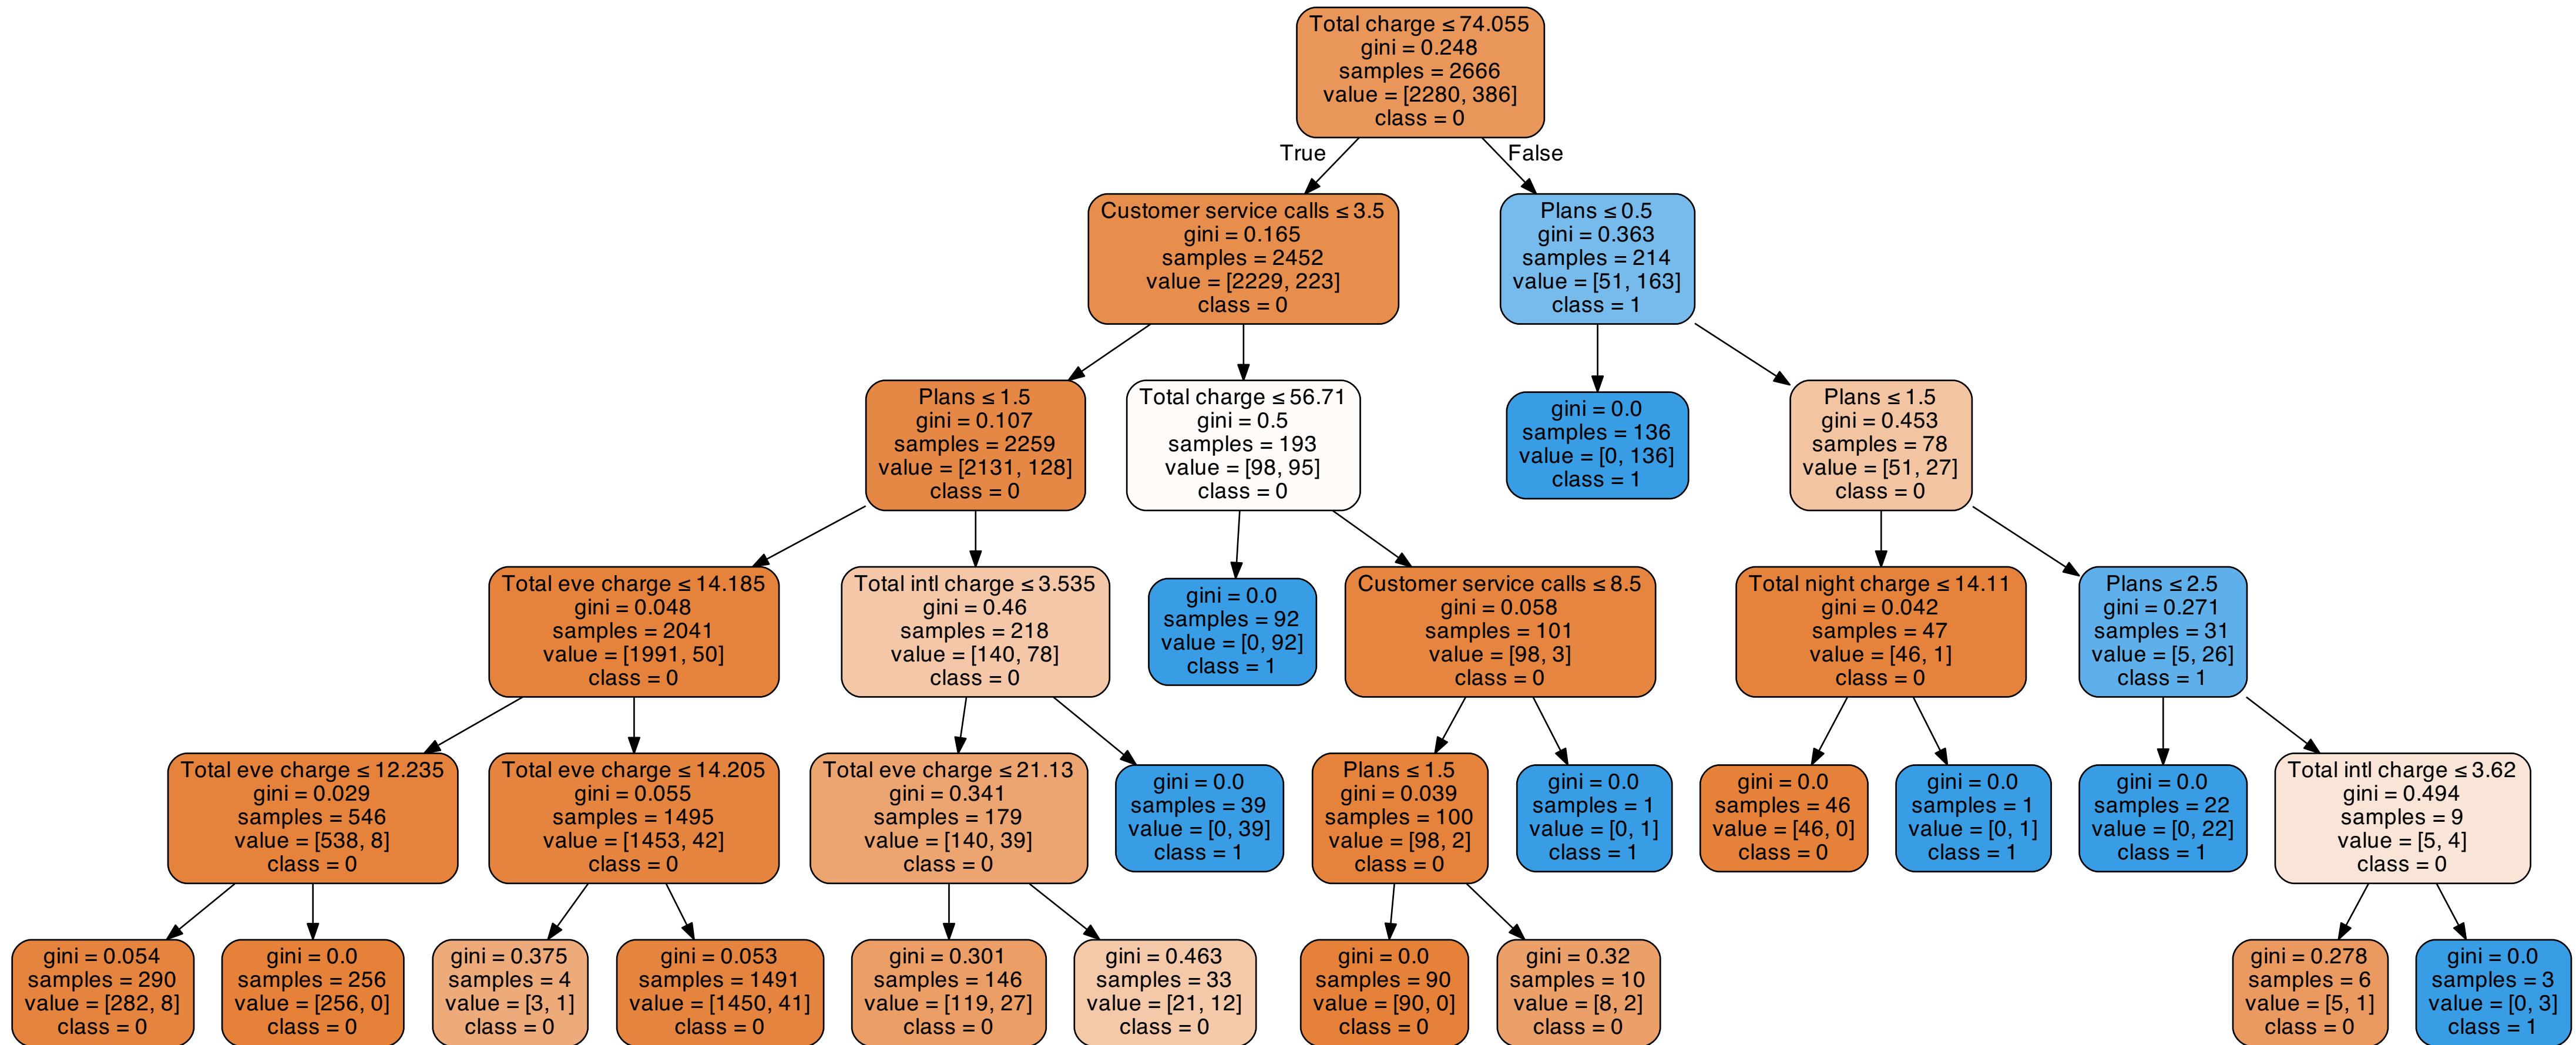 Total charge ≤ 74.055
gini = 0.248
samples = 2666
value = [2280, 386]
class = 0
True
False
Customer service calls ≤ 3.5
gini = 0.165
samples = 2452
value = [2229, 223]
class = 0
Plans ≤ 0.5
gini = 0.363
samples = 214
value = [51, 163]
class = 1
Plans ≤ 1.5
gini = 0.107
samples = 2259
value = [2131, 128]
class = 0
Total charge ≤ 56.71
gini = 0.5
samples = 193
value = [98, 95]
class = 0
gini = 0.0
samples = 136
value = [0, 136]
class = 1
Plans ≤ 1.5
gini = 0.453
samples = 78
value = [51, 27]
class = 0
Total eve charge ≤ 14.185
gini = 0.048
samples = 2041
value = [1991, 50]
class = 0
Total intl charge ≤ 3.535
gini = 0.46
samples = 218
value = [140, 78]
class = 0
gini = 0.0
samples = 92
value = [0, 92]
class = 1
Customer service calls ≤ 8.5
gini = 0.058
samples = 101
value = [98, 3]
class = 0
Total night charge ≤ 14.11
gini = 0.042
samples = 47
value = [46, 1]
class = 0
Plans ≤ 2.5
gini = 0.271
samples = 31
value = [5, 26]
class = 1
Total eve charge ≤ 12.235
gini = 0.029
samples = 546
value = [538, 8]
class = 0
Total eve charge ≤ 14.205
gini = 0.055
samples = 1495
value = [1453, 42]
class = 0
Total eve charge ≤ 21.13
gini = 0.341
samples = 179
value = [140, 39]
class = 0
gini = 0.0
samples = 39
value = [0, 39]
class = 1
Plans ≤ 1.5
gini = 0.039
samples = 100
value = [98, 2]
class = 0
gini = 0.0
samples = 1
value = [0, 1]
class = 1
gini = 0.0
samples = 46
value = [46, 0]
class = 0
gini = 0.0
samples = 1
value = [0, 1]
class = 1
gini = 0.0
samples = 22
value = [0, 22]
class = 1
Total intl charge ≤ 3.62
gini = 0.494
samples = 9
value = [5, 4]
class = 0
gini = 0.054
samples = 290
value = [282, 8]
class = 0
gini = 0.0
samples = 256
value = [256, 0]
class = 0
gini = 0.375
samples = 4
value = [3, 1]
class = 0
gini = 0.053
samples = 1491
value = [1450, 41]
class = 0
gini = 0.301
samples = 146
value = [119, 27]
class = 0
gini = 0.463
samples = 33
value = [21, 12]
class = 0
gini = 0.0
samples = 90
value = [90, 0]
class = 0
gini = 0.32
samples = 10
value = [8, 2]
class = 0
gini = 0.278
samples = 6
value = [5, 1]
class = 0
gini = 0.0
samples = 3
value = [0, 3]
class = 1